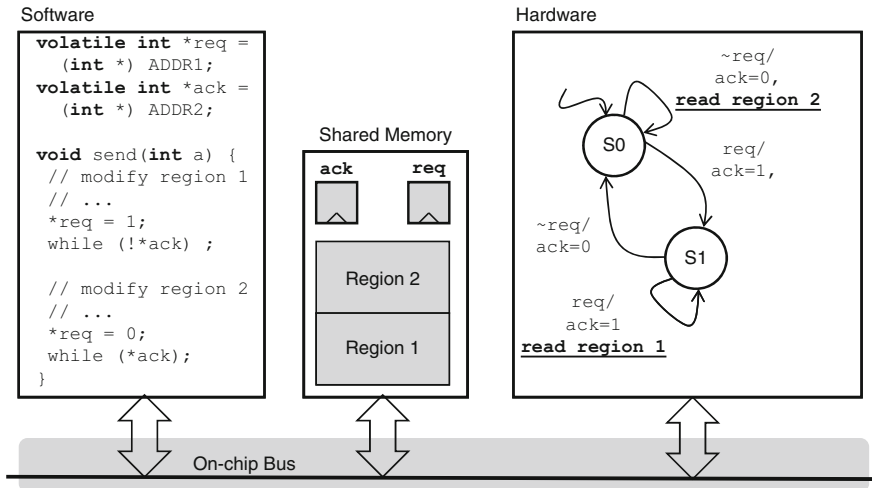 Software
volatile int *req =
(int *) ADDR1;
volatile int *ack =
(int *) ADDR2;
void send(int a) {
// modify region 1
// ...
*req = 1;
while (!*ack) ;
// modify region 2
// ...
*req = 0;
while (*ack);
}
Shared Memory
ack
req
Region 2
Region 1
Hardware
~req/
ack=0,
read region 2
S0
req/
ack=1,
~req/
ack=0
S1
req/
ack=1
read region 1
On-chip Bus